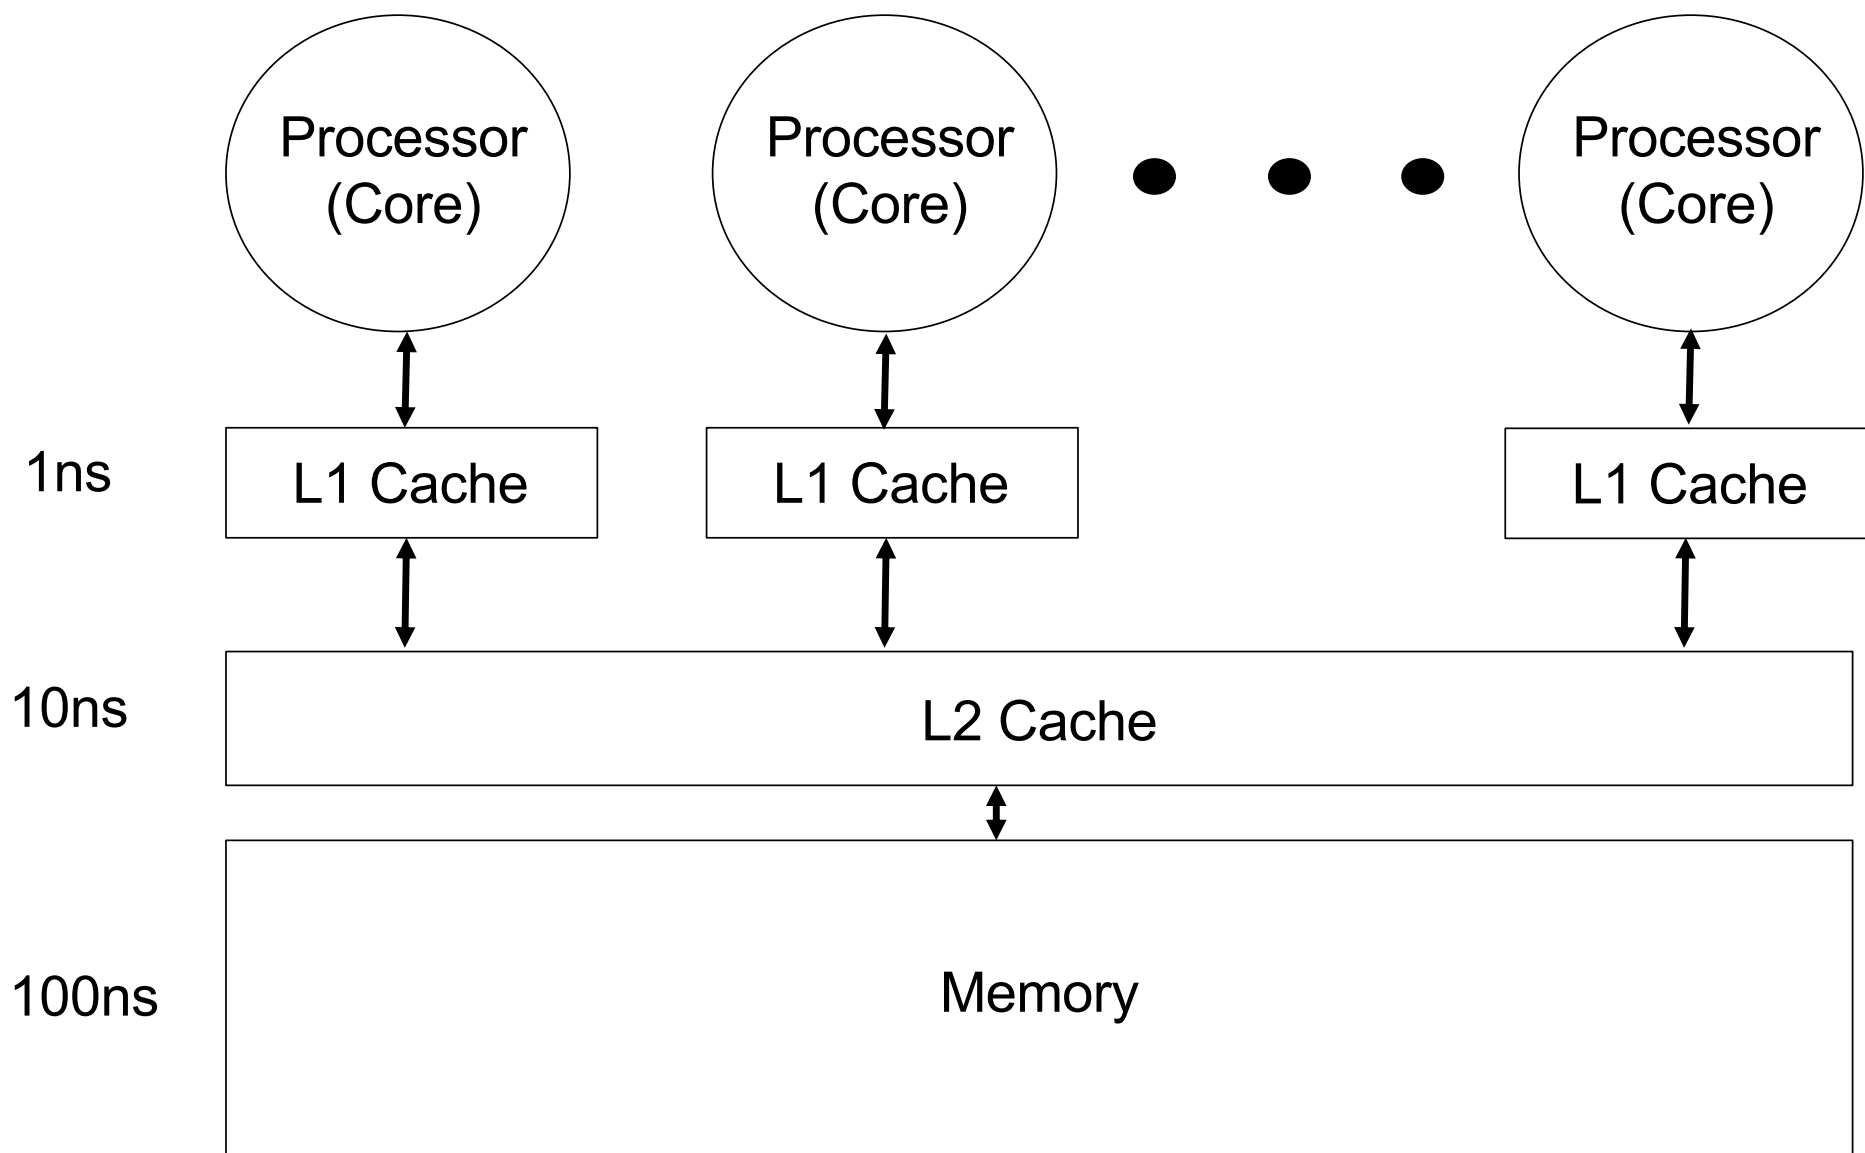 Processor
(Core)
Processor
(Core)
Processor
(Core)
1ns
L1 Cache
L1 Cache
L1 Cache
10ns
L2 Cache
100ns
Memory